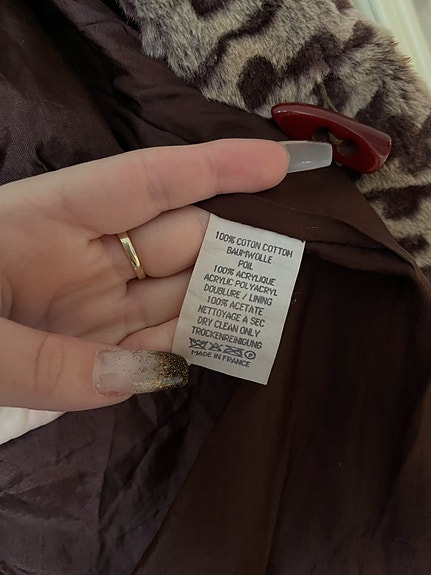 100% COTON COTTON
BAUMWOLLE
POIL
100% ACRYLIQUE
ACRYLIC POLYACRYL
DOUBLURE / LINING
100% ACETATE
NETTOYAGE A SEC
DRY CLEAN ONLY
TROCKENREINIGUNG
MADE IN FRANCE